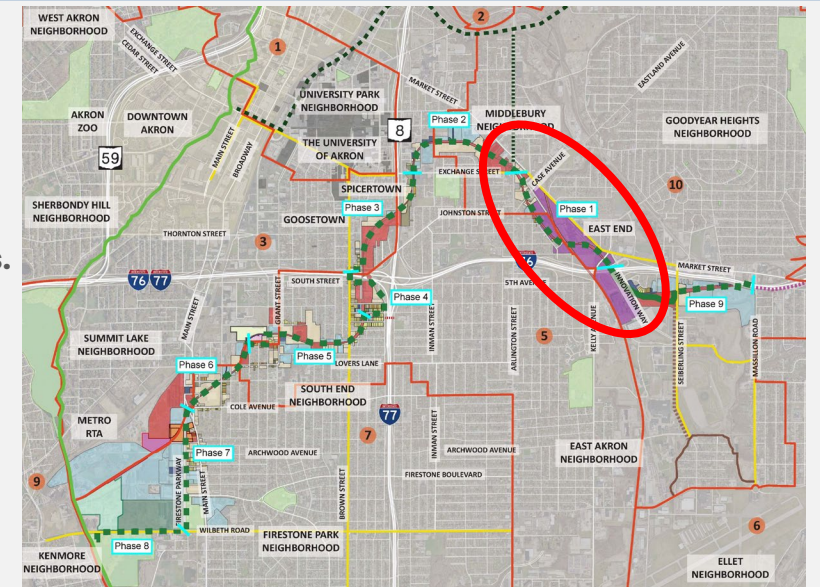 WEST AKRON
NEIGHBORHOOD
EXCHANGE STREET
CEDAR STREET
1
2
EASTLAND AVENUE
MARKET STREET
UNIVERSITY PARK
NEIGHBORHOOD
AKRON
ZOO
DOWNTOWN
AKRON
8
Phase 2
MIDDLEBURY
NEIGHBORHOOD
GOODYEAR HEIGHTS
NEIGHBORHOOD
MAIN STREET
BROADWAY
THE UNIVERSITY
OF AKRON
59
EXCHANGE STREET
CASE AVENUE
SPICERTOWN
10
SHERBONDY HILL
NEIGHBORHOOD
Phase 3
GOOSETOWN
JOHNSTON STREET
Phase 1
EAST END
THORNTON STREET
3
s.
76
77
SOUTH STREET
5TH AVENUE
MARKET STREET
INNOVATION WAY
GRANT STREET
MAIN STREET
Phase 4
Phase 9
INMAN STREET
ARLINGTON STREET
5
KELLY AVENUE
SEIBERLING STREET
MASSILLON ROAD
SUMMIT LAKE
NEIGHBORHOOD
Phase 5
LOVERS LANE
Phase 6
SOUTH END
NEIGHBORHOOD
COLE AVENUE
77
METRO
RTA
7
INMAN STREET
EAST AKRON
NEIGHBORHOOD
Phase 7
ARCHWOOD AVENUE
ARCHWOOD AVENUE
9
FIRESTONE PARKWAY
MAIN STREET
BROWN STREET
FIRESTONE BOULEVARD
6
WILBETH ROAD
FIRESTONE PARK
NEIGHBORHOOD
Phase 8
KENMORE
NEIGHBORHOOD
ELLET
NEIGHBORHOOD